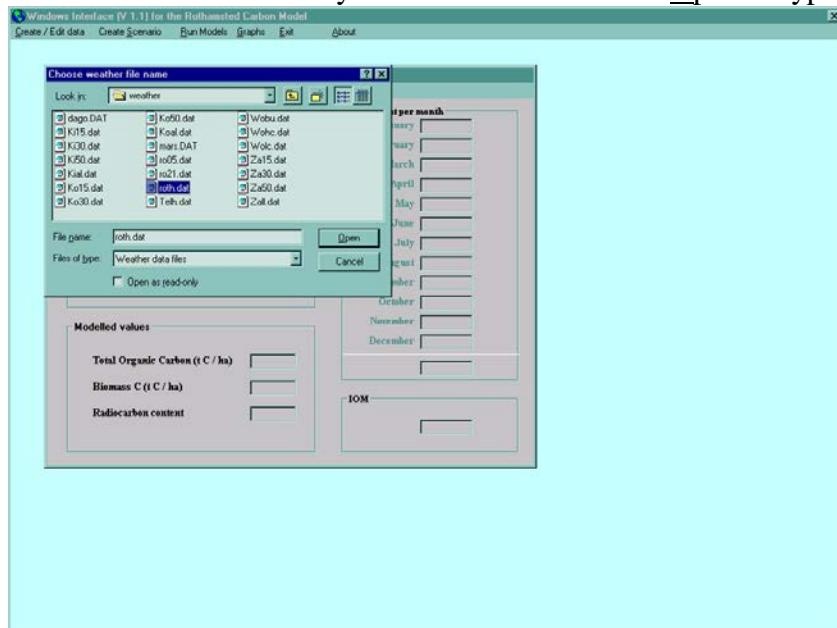 Windows Interface (V 1.1) for the Rothamsted Carbon Model
Create / Edit data Create Scenario Run Models Graphs Exit About
Choose weather file name
Look in: weather
dago.DAT Ko50.dat Wobu.dat
Ki15.dat Koal.dat Wohc.dat
Ki30.dat mars.DAT Wolc.dat
Ki50.dat ro05.dat Za15.dat
Kial.dat ro21.dat Za30.dat
Ko15.dat roth.dat Za50.dat
Ko30.dat Telh.dat Zall.dat
File name: roth.dat Open
Files of type: Weather data files Cancel
Open as read-only
per month
March
April
May
June
July
October
November
December
Modelled values
Total Organic Carbon (t C / ha)
Biomass C (t C / ha)
Radiocarbon content
IOM